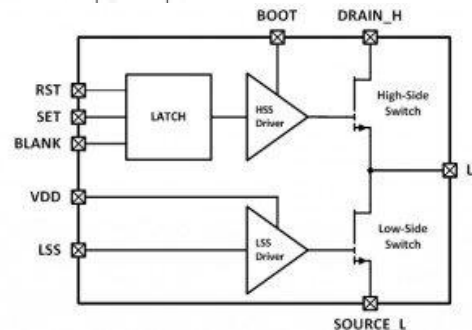 BOOT DRAIN_H
RST
SET
BLANK
LATCH
HSS
Driver
High-Side
Switch
VDD
LSS
LSS
Driver
Low-Side
Switch
SOURCE_L